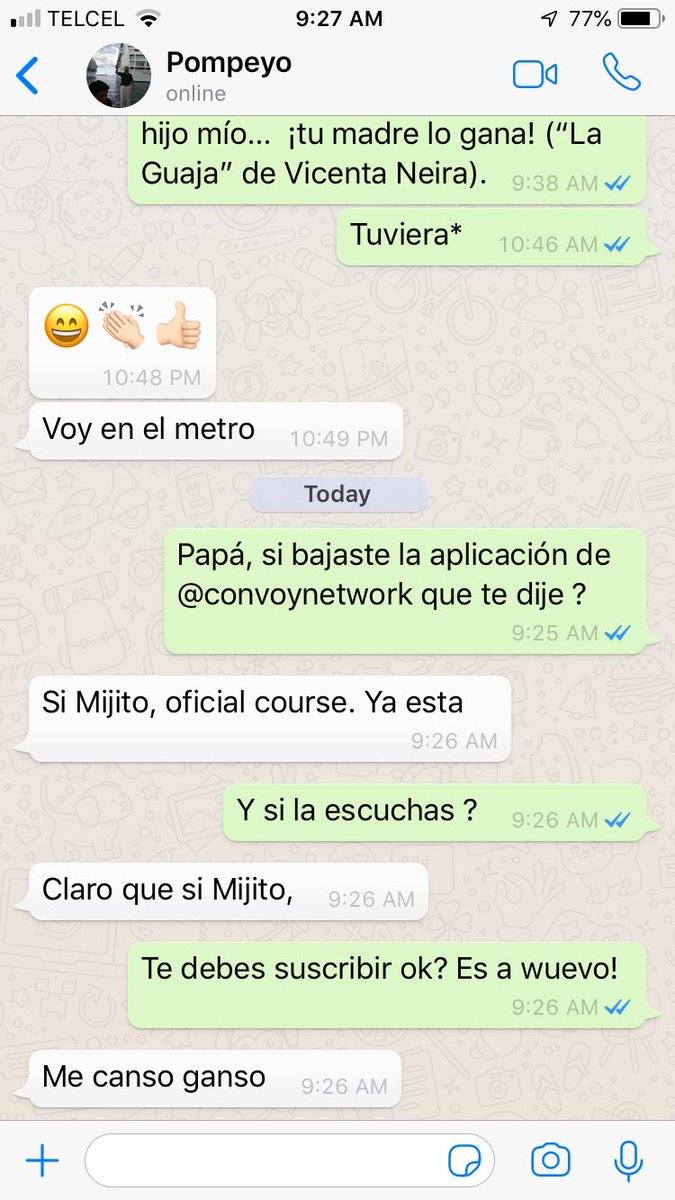 TELCEL 9:27 AM 77%
Pompeyo
online
hijo mío... ¡tu madre lo gana! (“La
Guaja” de Vicenta Neira). 9:38 AM
Tuviera* 10:46 AM
😄👏🏻👍🏻
10:48 PM
Voy en el metro 10:49 PM
Today
Papá, si bajaste la aplicación de
@convoynetwork que te dije ?
9:25 AM
Si Mijito, oficial course. Ya esta
9:26 AM
Y si la escuchas ? 9:26 AM
Claro que si Mijito, 9:26 AM
Te debes suscribir ok? Es a wuevo!
9:26 AM
Me canso ganso 9:26 AM